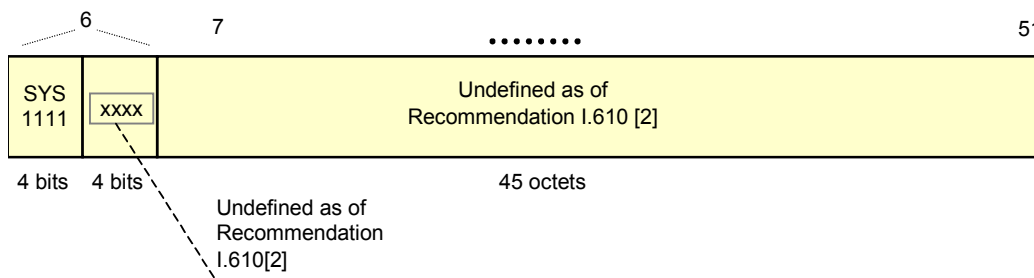 6
7
51
SYS
1111
xxxx
Undefined as of
Recommendation I.610 [2]
4 bits
4 bits
45 octets
Undefined as of
Recommendation
I.610[2]